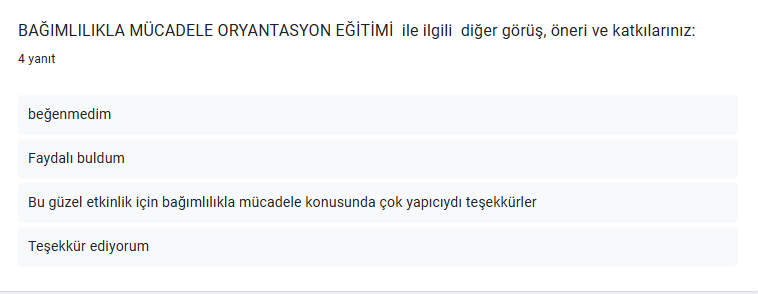 BAĞIMLILIKLA MÜCADELE ORYANTASYON EĞİTİMİ ile ilgili diğer görüş, öneri ve katkılarınız:
4 yanıt
beğenmedim
Faydalı buldum
Bu güzel etkinlik için bağımlılıkla mücadele konusunda çok yapıcıydı teşekkürler
Teşekkür ediyorum